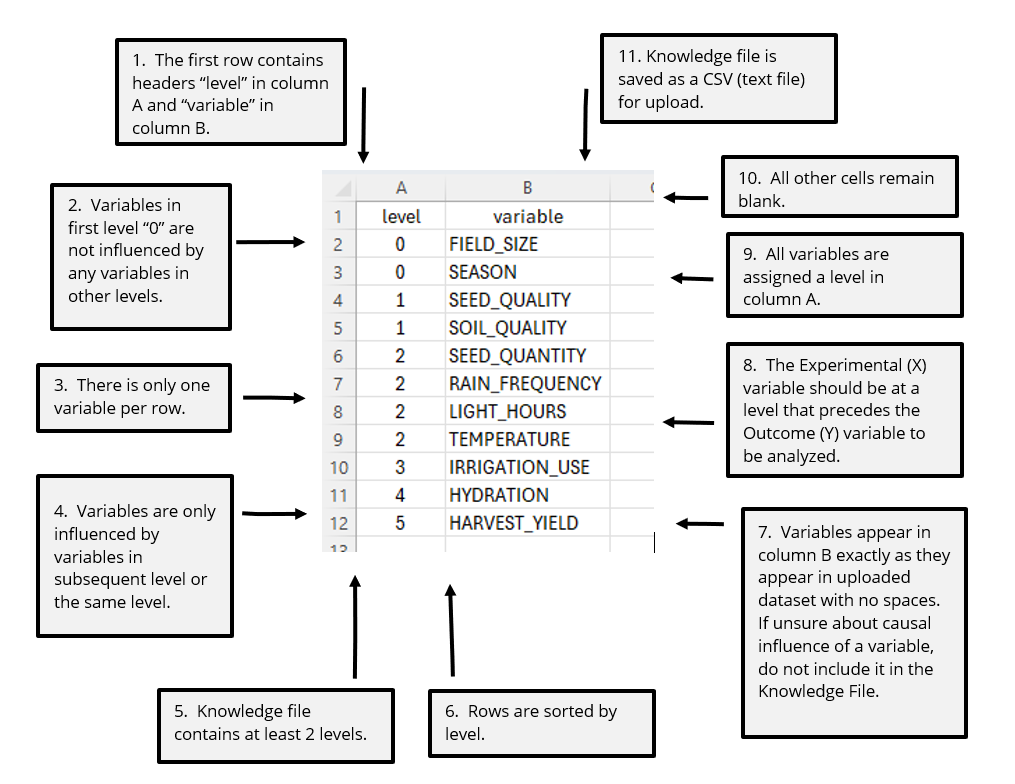 1.  The first row contains
headers “level” in column
A and “variable” in
column B.
11. Knowledge file is
saved as a CSV (text file)
for upload.
2.  Variables in
first level “0” are
not influenced by
any variables in
other levels.
3.  There is only one
variable per row.
4.  Variables are only
influenced by
variables in
subsequent level or
the same level.
A B
1 level variable
2 0 FIELD_SIZE
3 0 SEASON
4 1 SEED_QUALITY
5 1 SOIL_QUALITY
6 2 SEED_QUANTITY
7 2 RAIN_FREQUENCY
8 2 LIGHT_HOURS
9 2 TEMPERATURE
10 3 IRRIGATION_USE
11 4 HYDRATION
12 5 HARVEST_YIELD
13
10.  All other cells remain
blank.
9.  All variables are
assigned a level in
column A.
8.  The Experimental (X)
variable should be at a
level that precedes the
Outcome (Y) variable to
be analyzed.
7.  Variables appear in
column B exactly as they
appear in uploaded
dataset with no spaces.
If unsure about causal
influence of a variable,
do not include it in the
Knowledge File.
5.  Knowledge file
contains at least 2 levels.
6.  Rows are sorted by
level.